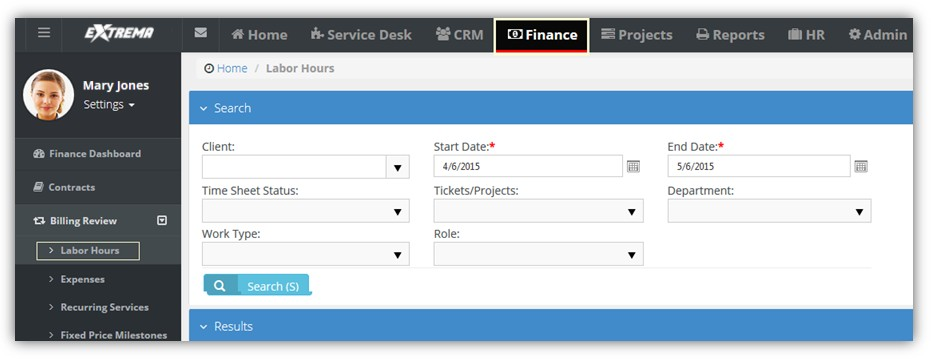 EXTREMA
Home Service Desk CRM Finance Projects Reports HR Admin
Mary Jones
Settings
Finance Dashboard
Contracts
Billing Review
Labor Hours
Expenses
Recurring Services
Fixed Price Milestones
Home / Labor Hours
Search
Client: Start Date:* End Date:*
4/6/2015 5/6/2015
Time Sheet Status: Tickets/Projects: Department:
Work Type: Role:
Search (S)
Results